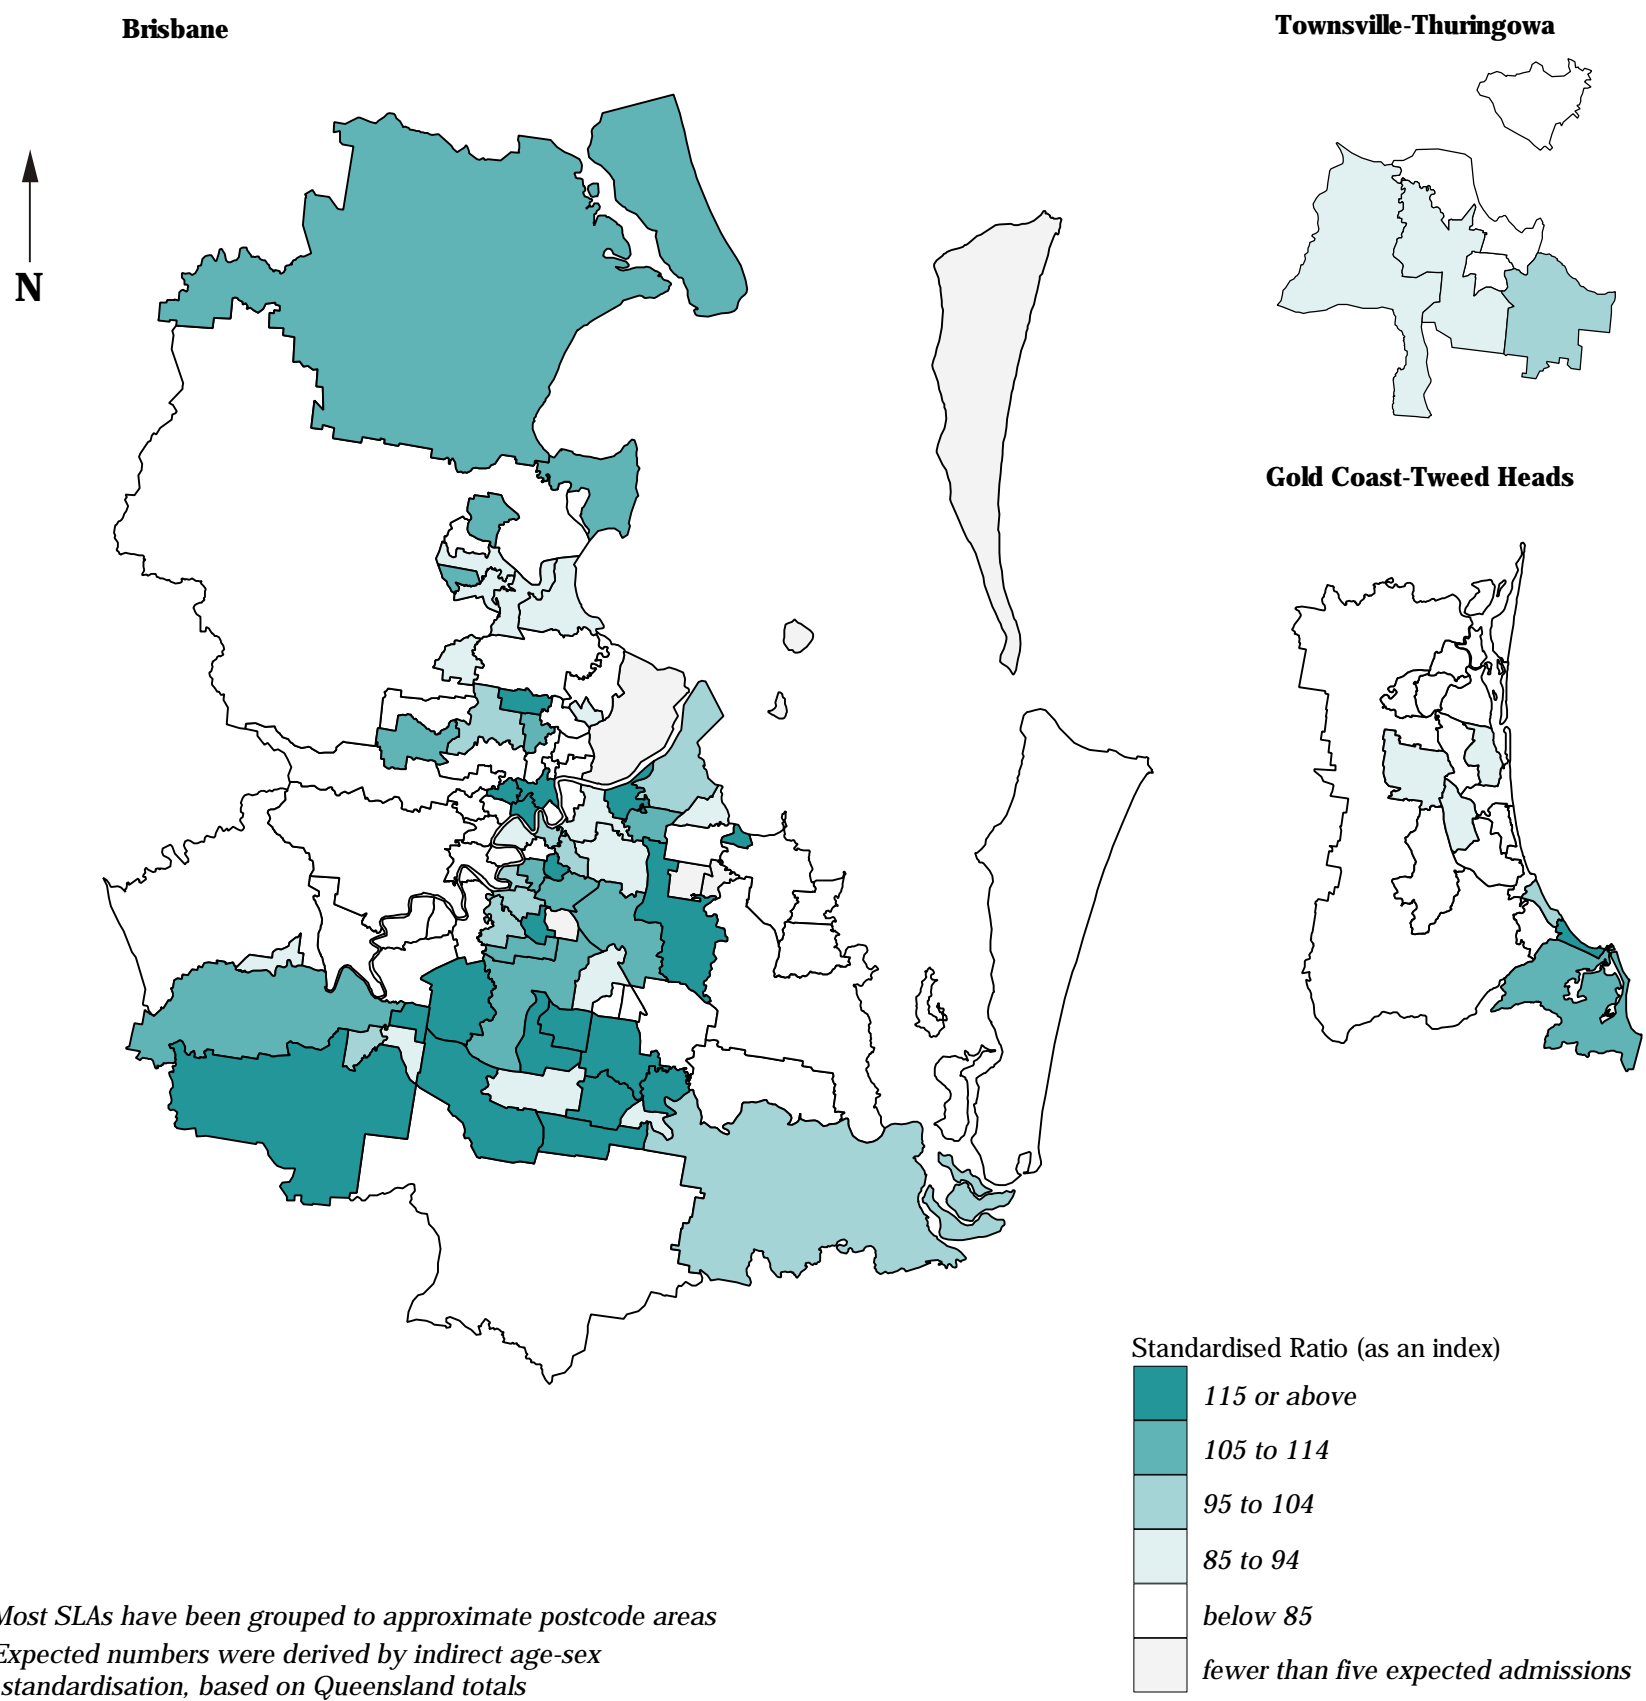 Brisbane
Townsville-Thuringowa
N
Gold Coast-Tweed Heads
Standardised Ratio (as an index)
115 or above
105 to 114
95 to 104
85 to 94
below 85
fewer than five expected admissions
Most SLAs have been grouped to approximate postcode areas
Expected numbers were derived by indirect age-sex
standardisation, based on Queensland totals